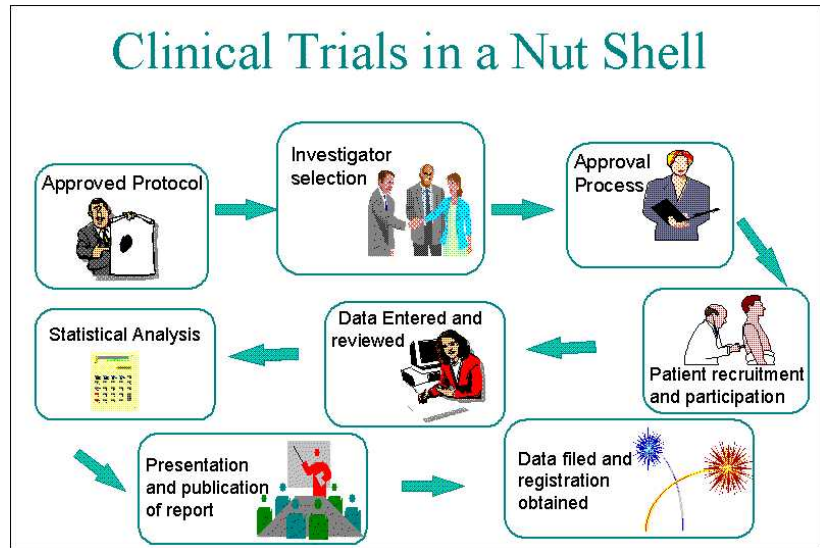 Clinical Trials in a Nut Shell
Approved Protocol
Investigator
selection
Approval
Process
Patient recruitment
and participation
Data Entered and
reviewed
Statistical Analysis
Presentation
and publication
of report
Data filed and
registration
obtained